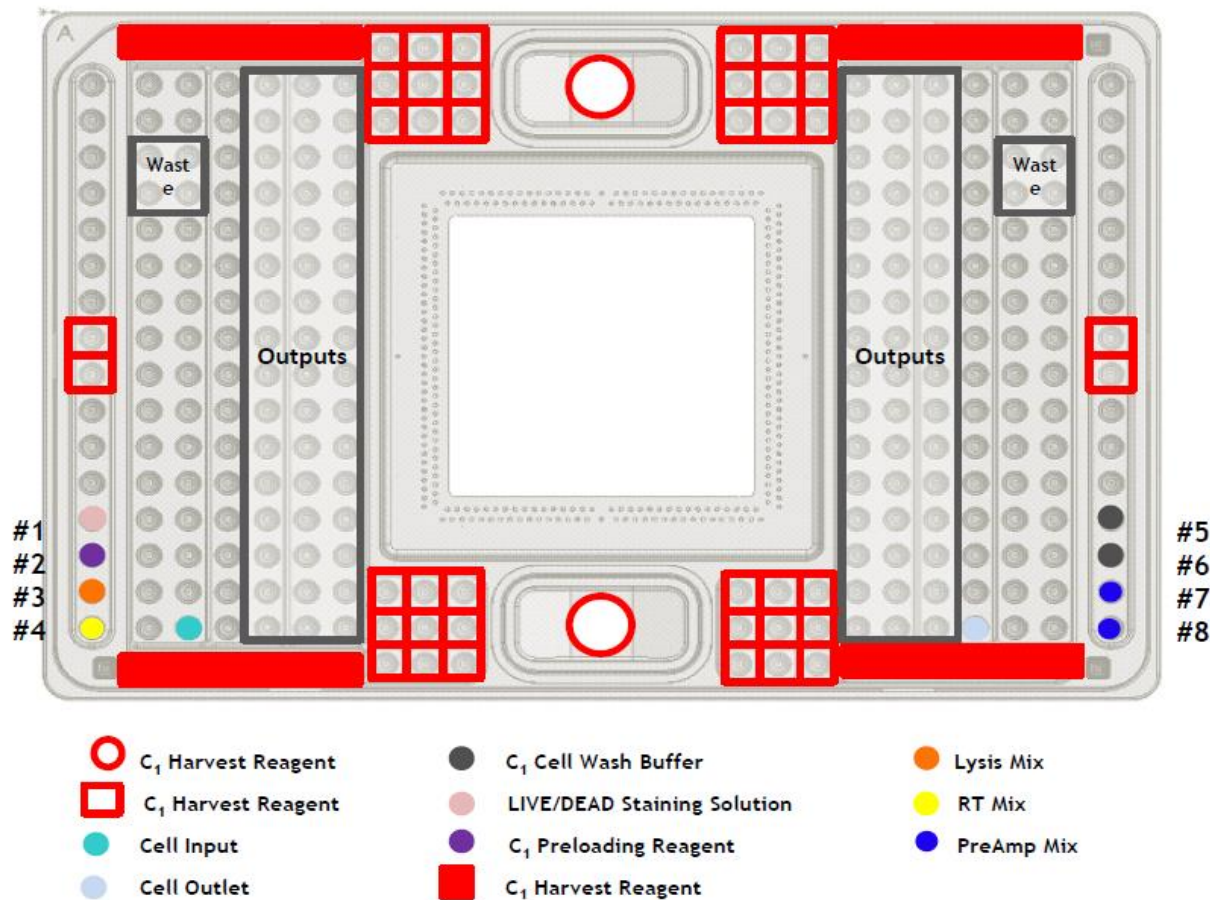 A
Wast
e
Wast
e
Outputs
Outputs
#1
#2
#3
#4
#5
#6
#7
#8
C1 Harvest Reagent
C1 Harvest Reagent
Cell Input
Cell Outlet
C1 Cell Wash Buffer
LIVE/DEAD Staining Solution
C1 Preloading Reagent
C1 Harvest Reagent
Lysis Mix
RT Mix
PreAmp Mix